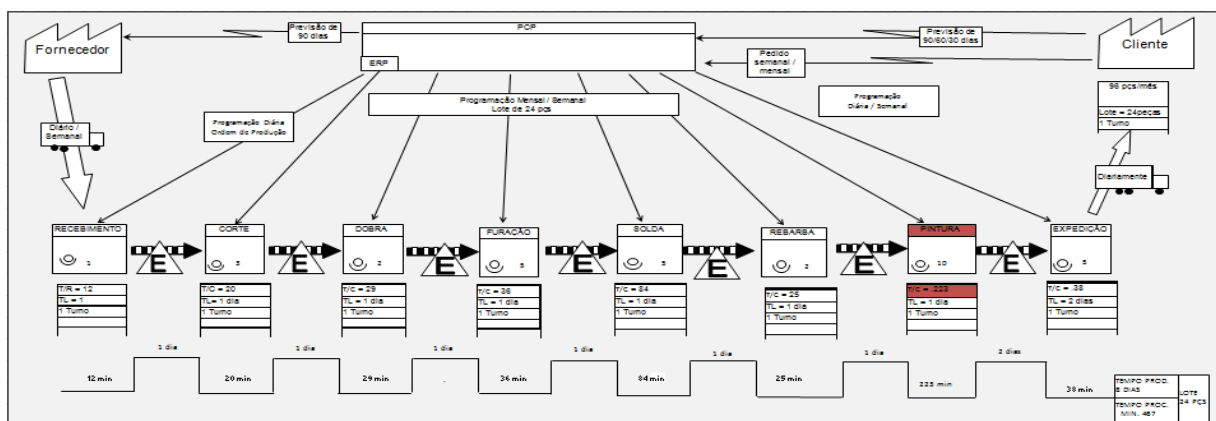 PCP
Previsão de
90 dias
Previsão de
90/60/30 dias
Fornecedor
Cliente
ERP
Pedido
semanal /
mensal
96 pçs/mês
Lote = 24peças
1 Turno
Programação Mensal / Semanal
Lote de 24 pçs
Programação
Diária / Semanal
Programação Diária
Ordem de Produção
Diário /
Semanal
Diariamente
RECEBIMENTO
CORTE
DOBRA
FURAÇÃO
SOLDA
REBARBA
PINTURA
EXPEDIÇÃO
E
E
E
E
E
E
E
1
3
2
5
5
2
10
5
T/R = 12
TL = 1
1 Turno
T/C = 20
TL= 1 dia
1 Turno
T/c = 29
TL = 1 dia
1 Turno
T/c = 36
TL = 1 dia
1 Turno
T/c = 84
TL = 1 dia
1 Turno
T/c = 25
TL = 1 dia
1 Turno
T/c = .223
TL = 1 dia
1 Turno
T/c = .38
TL = 2 dias
1 Turno
1 dia
1 dia
1 dia
1 dia
1 dia
1 dia
2 dias
12 min
20 min
29 min
36 min
84 min
25 min
223 min
38 min
TEMPO PROD.
8 DIAS
TEMPO PROC.
MIN. 467
LOTE
24 PÇS